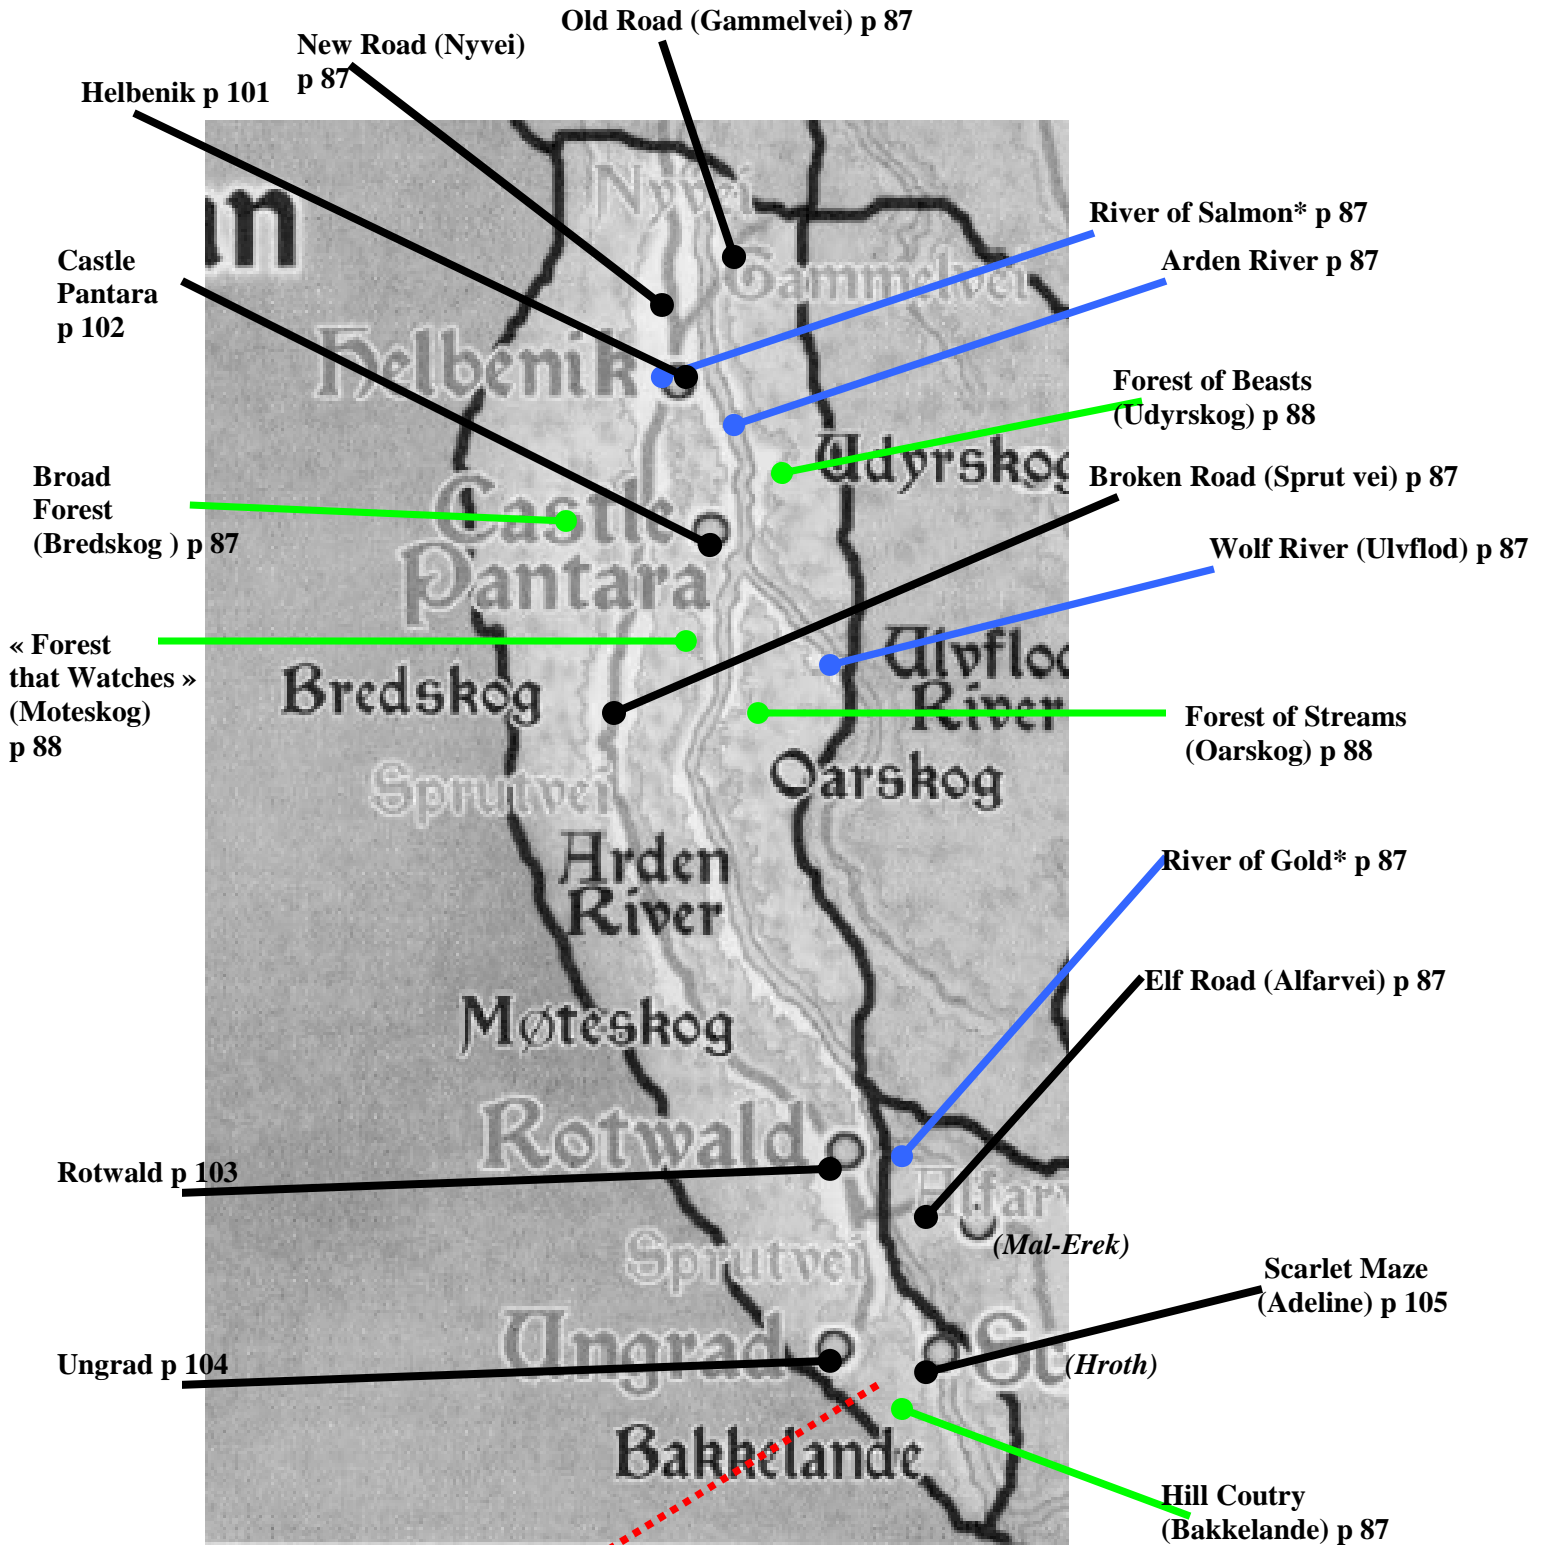 Old Road (Gammelvei) p 87
New Road (Nyvei)
p 87
Helbenik p 101
Nyvei
an
River of Salmon* p 87
Castle
Pantara
p 102
Arden River p 87
Gammelvei
Helbenik
Forest of Beasts
(Udyrskog) p 88
Udyrskog
Broad
Forest
(Bredskog ) p 87
Broken Road (Sprut vei) p 87
Castle
Pantara
Wolf River (Ulvflod) p 87
« Forest
that Watches »
(Moteskog)
p 88
Ulvflod
River
Bredskog
Forest of Streams
(Oarskog) p 88
Oarskog
Sprutvei
Arden
River
River of Gold* p 87
Elf Road (Alfarvei) p 87
Møteskog
Rotwald
Rotwald p 103
Alfarv
(Mal-Erek)
Sprutvei
Scarlet Maze
(Adeline) p 105
Ungrad
Sc
Ungrad p 104
(Hroth)
Bakkelande
Hill Coutry
(Bakkelande) p 87